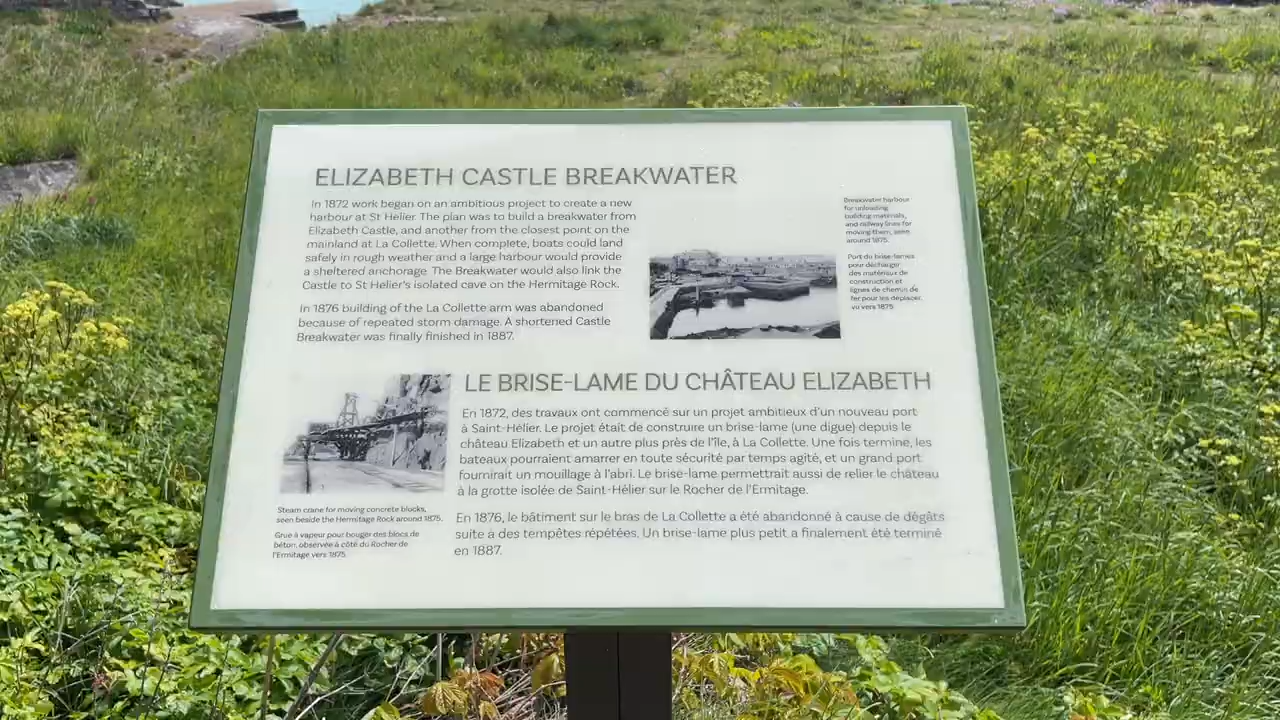 ELIZABETH CASTLE BREAKWATER
In 1872 work began on an ambitious project to create a new
harbour at St Helier. The plan was to build a breakwater from
Elizabeth Castle, and another from the closest point on the
mainland at La Collette. When complete, boats could land
safely in rough weather and a large harbour would provide
a sheltered anchorage. The Breakwater would also link the
Castle to St Helier's isolated cave on the Hermitage Rock.
In 1876 building of the La Collette arm was abandoned
because of repeated storm damage. A shortened Castle
Breakwater was finally finished in 1887.
Breakwater harbour
for unloading
building materials,
and railway lines for
moving them, seen
around 1875.
Port du brise-lames
pour décharger
des matériaux de
construction et
lignes de chemin de
fer pour les déplacer,
vu vers 1875
LE BRISE-LAME DU CHÂTEAU ELIZABETH
En 1872, des travaux ont commencé sur un projet ambitieux d'un nouveau port
à Saint-Hélier. Le projet était de construire un brise-lame (une digue) depuis le
château Elizabeth et un autre plus près de l'île, à La Collette. Une fois termine, les
bateaux pourraient amarrer en toute sécurité par temps agité, et un grand port
fournirait un mouillage à l'abri. Le brise-lame permettrait aussi de relier le château
à la grotte isolée de Saint-Hélier sur le Rocher de l'Ermitage.
En 1876, le bâtiment sur le bras de La Collette a été abandonné à cause de dégâts
suite a des tempêtes répétées. Un brise-lame plus petit a finalement été terminé
en 1887.
Steam crane for moving concrete blocks,
seen beside the Hermitage Rock around 1875.
Grue à vapeur pour bouger des blocs de
béton, observée à côté du Rocher de
l'Ermitage vers 1875.